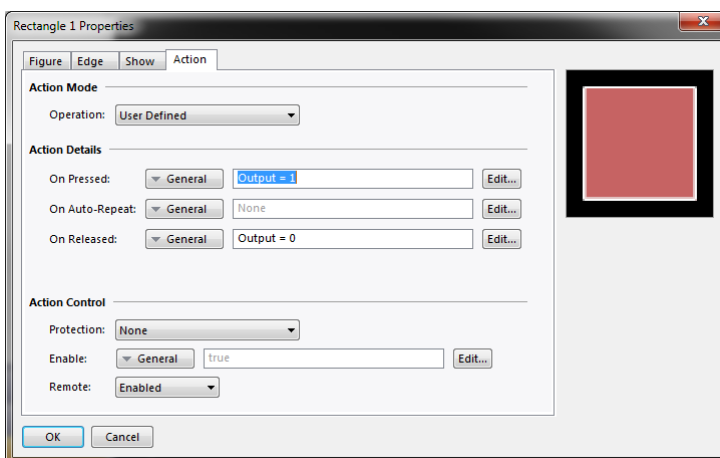 Rectangle 1 Properties
Figure Edge Show Action
Action Mode
Operation: User Defined
Action Details
On Pressed: General Output = 1 Edit...
On Auto-Repeat: General None Edit...
On Released: General Output = 0 Edit...
Action Control
Protection: None
Enable: General true Edit...
Remote: Enabled
OK Cancel